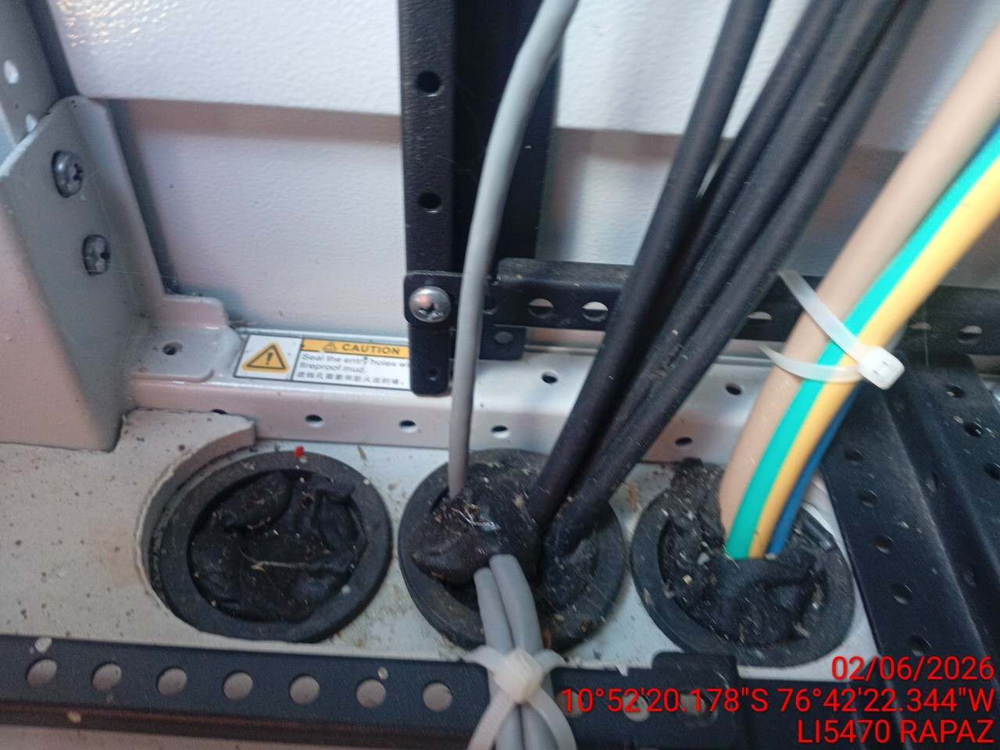 CAUTION
Seal the entry holes w
fireproof mud.
02/06/2026
10°52'20.178"S 76°42'22.344"W
LI5470 RAPAZ